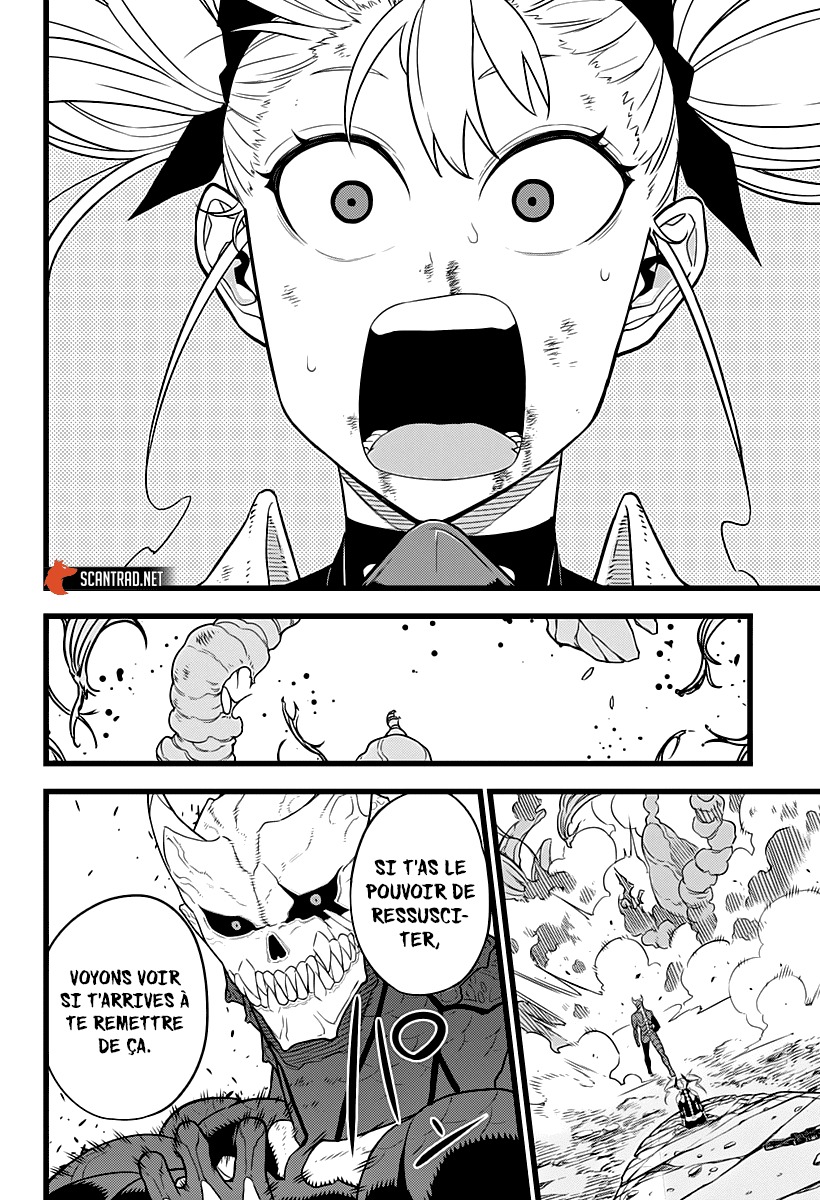 SCANTRAD.NET
SI T'AS LE
POUVOIR DE
RESSUSCI-
TER,
VOYONS VOIR
SI T'ARRIVES À
TE REMETTRE
DE ÇA.